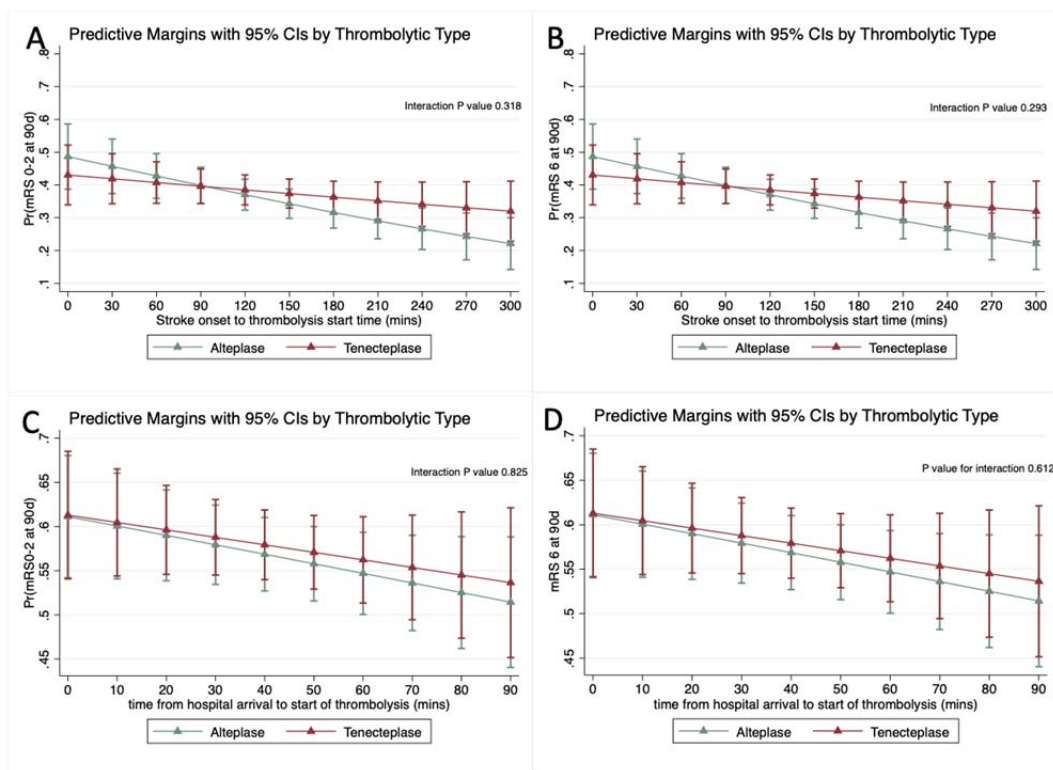 A
Predictive Margins with 95% CIs by Thrombolytic Type
Interaction P value 0.318
Pr(mRS 0-2 at 90d)
.8
.7
.6
.5
.4
.3
.2
.1
0 30 60 90 120 150 180 210 240 270 300
Stroke onset to thrombolysis start time (mins)
Alteplase Tenecteplase
B
Predictive Margins with 95% CIs by Thrombolytic Type
Interaction P value 0.293
Pr(mRS 6 at 90d)
.8
.7
.6
.5
.4
.3
.2
.1
0 30 60 90 120 150 180 210 240 270 300
Stroke onset to thrombolysis start time (mins)
Alteplase Tenecteplase
C
Predictive Margins with 95% CIs by Thrombolytic Type
Interaction P value 0.825
Pr(mRS0-2 at 90d)
.7
.65
.6
.55
.5
.45
0 10 20 30 40 50 60 70 80 90
time from hospital arrival to start of thrombolysis (mins)
Alteplase Tenecteplase
D
Predictive Margins with 95% CIs by Thrombolytic Type
P value for interaction 0.612
mRS 6 at 90d
.7
.65
.6
.55
.5
.45
0 10 20 30 40 50 60 70 80 90
time from hospital arrival to start of thrombolysis (mins)
Alteplase Tenecteplase